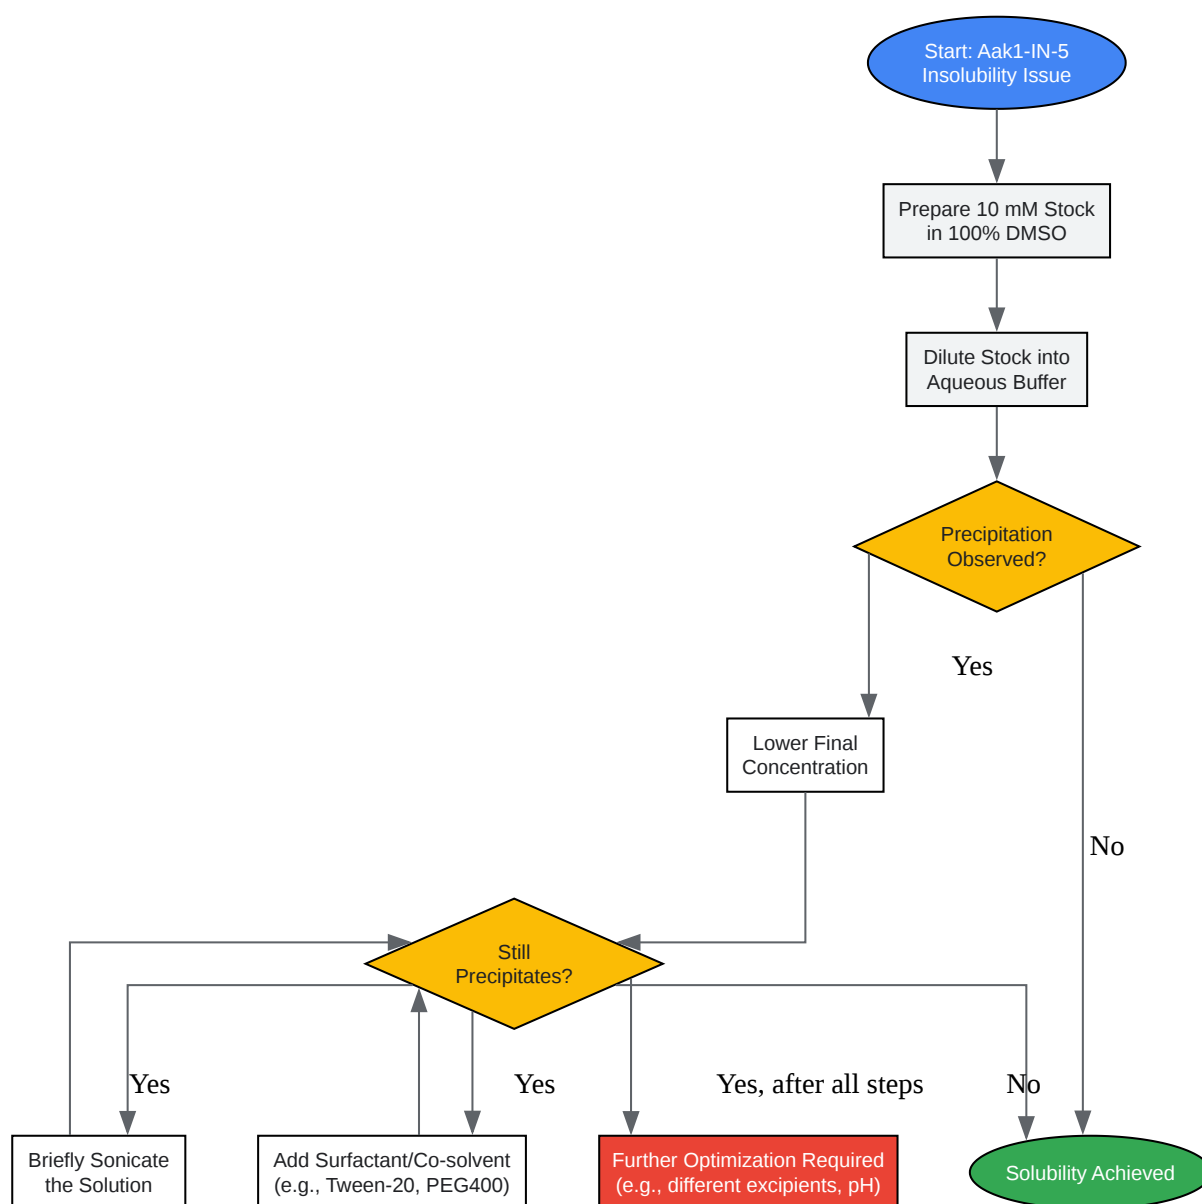 Start: Aak1-IN-5
Insolubility Issue
Prepare 10 mM Stock
in 100% DMSO
Dilute Stock into
Aqueous Buffer
Precipitation
Observed?
Yes
Lower Final
Concentration
No
Still
Precipitates?
Yes
Yes
Yes, after all steps
No
Briefly Sonicate
the Solution
Add Surfactant/Co-solvent
(e.g., Tween-20, PEG400)
Further Optimization Required
(e.g., different excipients, pH)
Solubility Achieved